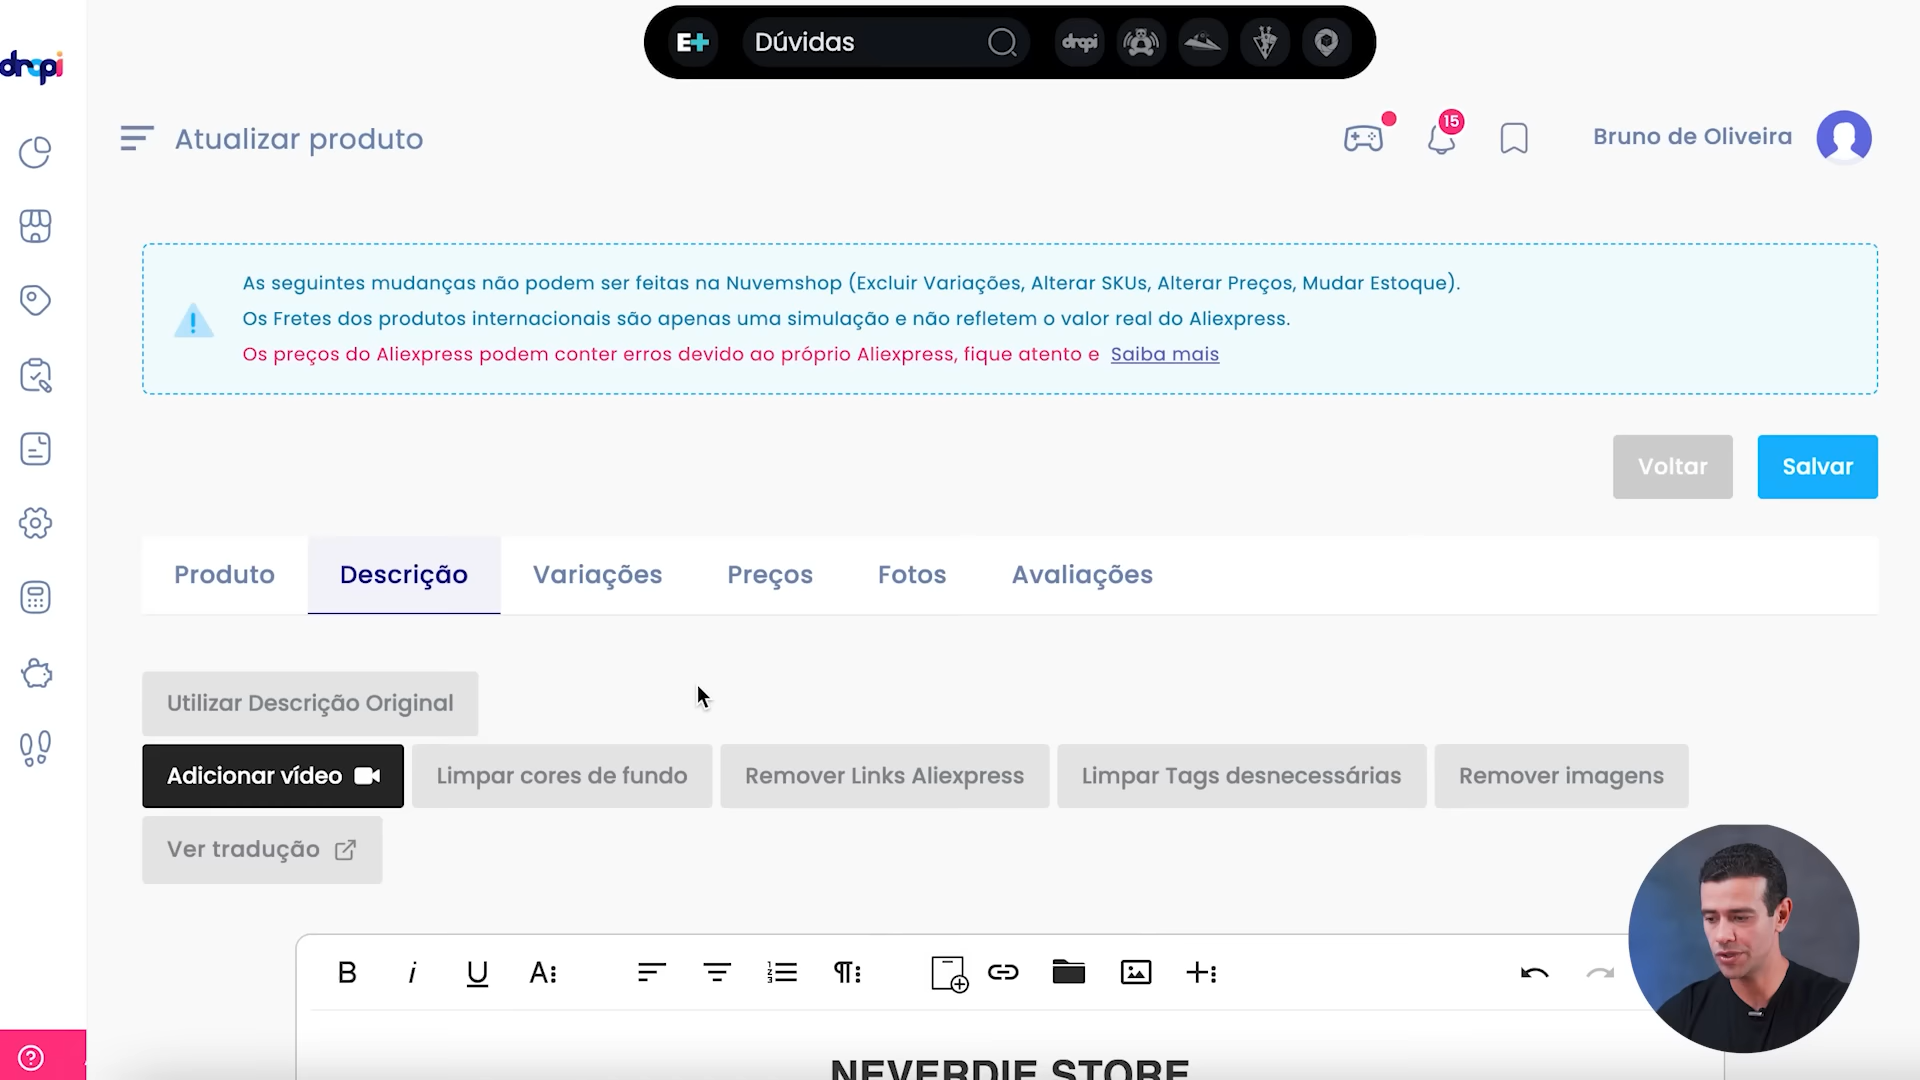 dropi
E+
Dúvidas
dropi
Atualizar produto
15
Bruno de Oliveira
As seguintes mudanças não podem ser feitas na Nuvemshop (Excluir Variações, Alterar SKUs, Alterar Preços, Mudar Estoque).
Os Fretes dos produtos internacionais são apenas uma simulação e não refletem o valor real do Aliexpress.
Os preços do Aliexpress podem conter erros devido ao próprio Aliexpress, fique atento e Saiba mais
Voltar
Salvar
Produto
Descrição
Variações
Preços
Fotos
Avaliações
Utilizar Descrição Original
Adicionar vídeo
Limpar cores de fundo
Remover Links Aliexpress
Limpar Tags desnecessárias
Remover imagens
Ver tradução
NEVERDIE STORE